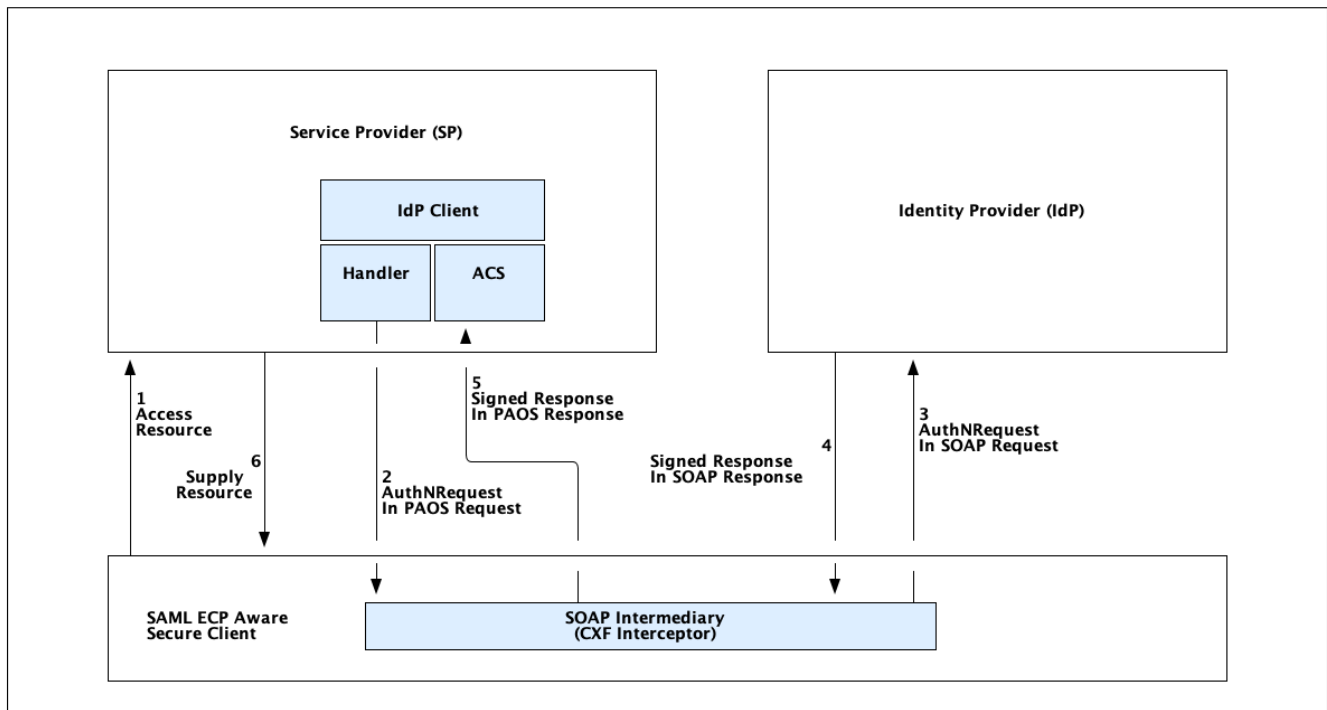 Service Provider (SP)
IdP Client
Handler
ACS
Identity Provider (IdP)
1
Access
Resource
6
Supply
Resource
2
AuthNRequest
In PAOS Request
5
Signed Response
In PAOS Response
4
Signed Response
In SOAP Response
3
AuthNRequest
In SOAP Request
SAML ECP Aware
Secure Client
SOAP Intermediary
(CXF Interceptor)